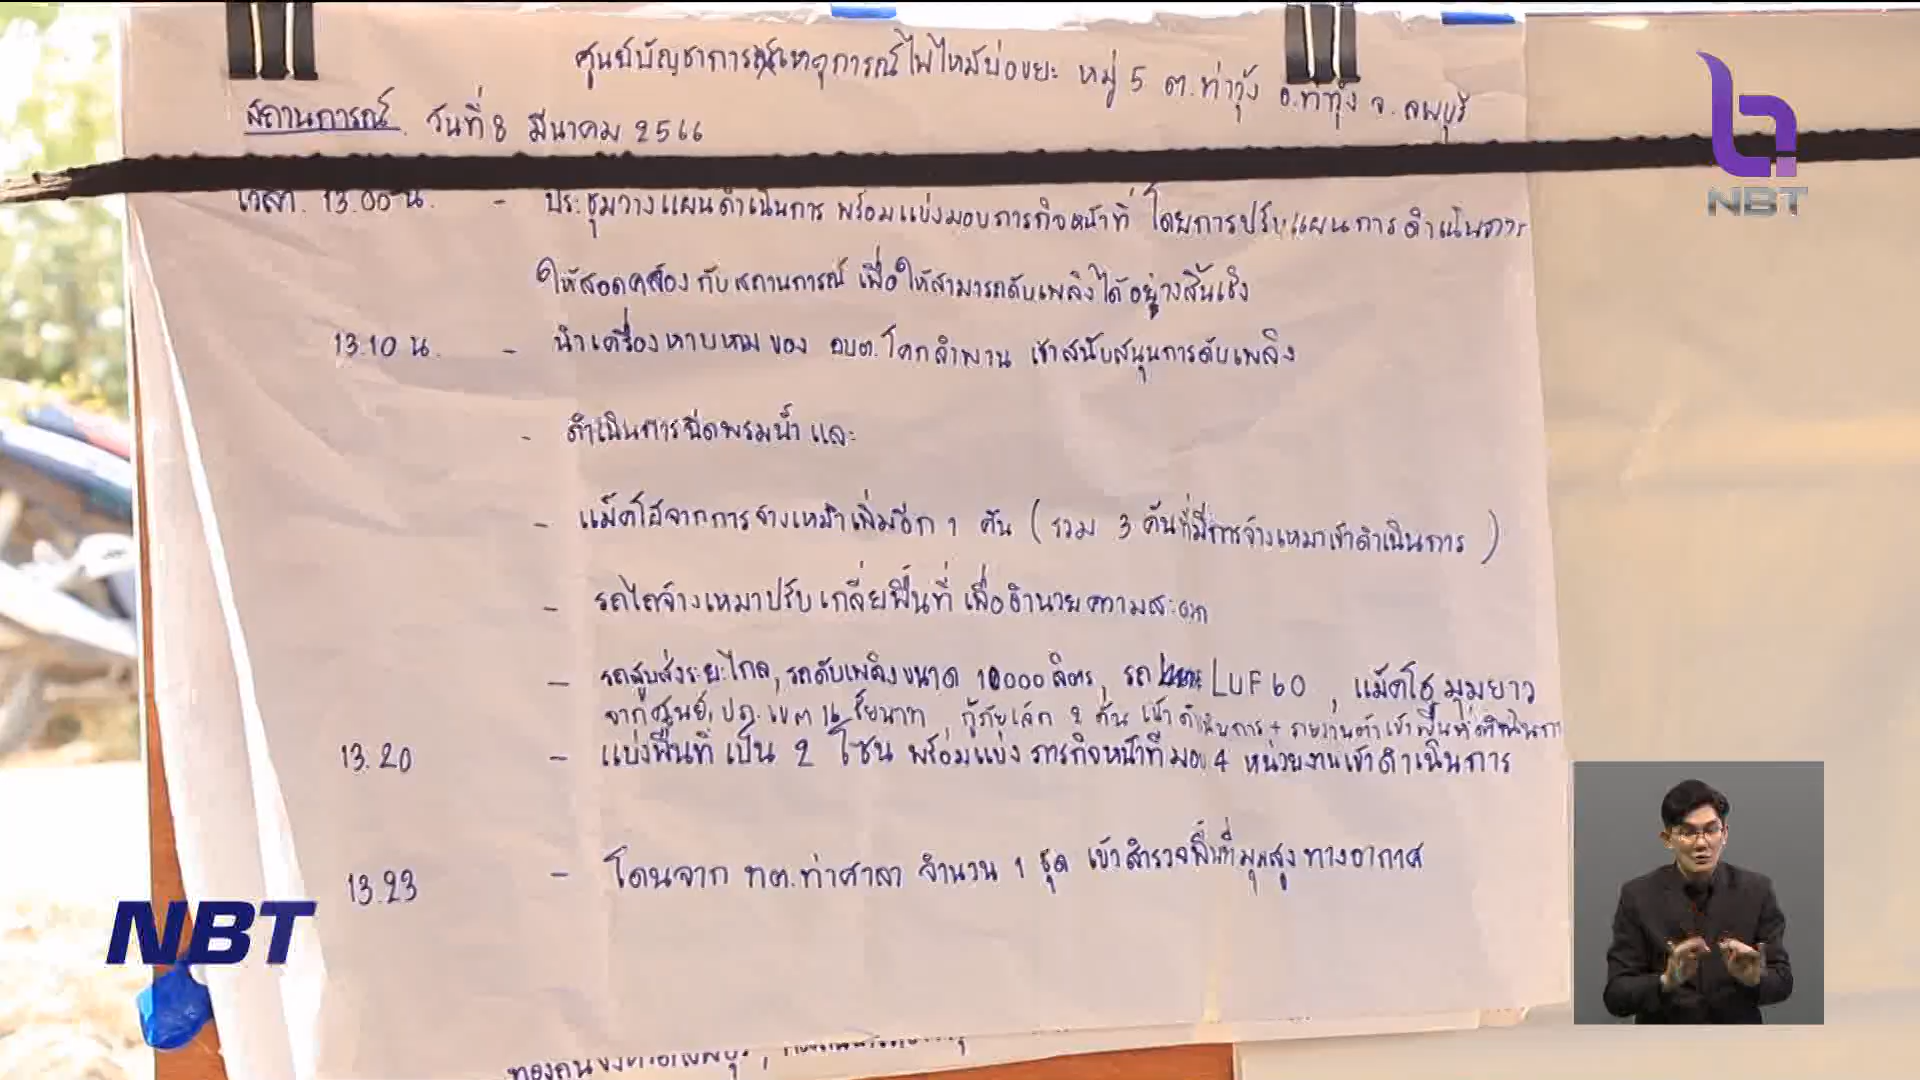 ศูนย์บัญชาการณ์เหตุการณ์ไฟไหม้บ่อขยะ หมู่ 5 ต.ท่าวุ้ง อ.ท่าวุ้ง จ.ลพบุรี
สถานการณ์. วันที่ 8 มีนาคม 2566
NBT
เวลา. 13.00 น. - ประชุมวางแผนดำเนินการ พร้อมแบ่งมอบภารกิจหน้าที่ โดยการปรับแผนการดำเนินการ
ให้สอดคล้องกับสถานการณ์ เพื่อให้สามารถดับเพลิงได้อย่างสิ้นเชิง
13.10 น. - นำเครื่องหาบหามของ อบต.โคกลำพาน เข้าสนับสนุนการดับเพลิง
- ดำเนินการฉีดพรมน้ำ และ
- แม็คโฮจากการจ้างเหมาเพิ่มอีก 1 คัน (รวม 3 คันที่มีการจ้างเหมาเข้าดำเนินการ)
- รถไถจ้างเหมาปรับเกลี่ยพื้นที่ เพื่ออำนวยความสะดวก
- รถสูบส่งระยะไกล, รถดับเพลิงขนาด 10000 ลิตร, รถ LUF 60, แม็คโฮ มุมยาว
จากศูนย์ ปภ. เขต 16 ชัยนาท, กู้ภัยเล็ก 2 คัน เข้าดำเนินการ +
13.20 - แบ่งพื้นที่ เป็น 2 โซน พร้อมแบ่ง ภารกิจหน้าที่มอบ 4 หน่วยงานเข้าดำเนินการ
13.23 - โดนจาก ทต.ท่าศาลา จำนวน 1 ชุด เข้าสำรวจพื้นที่มุมสูงทางอากาศ
NBT